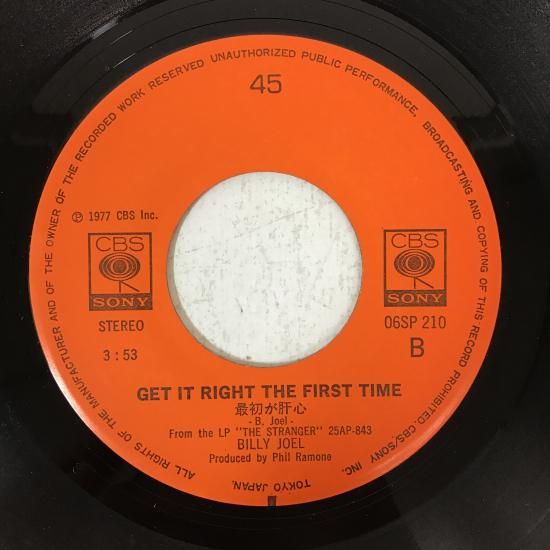 ALL RIGHTS OF THE MANUFACTURER AND OF THE OWNER OF THE RECORDED WORK RESERVED UNAUTHORIZED PUBLIC PERFORMANCE, BROADCASTING AND COPYING OF THIS RECORD PROHIBITED. CBS/SONY INC.
TOKYO JAPAN,
45
℗ 1977 CBS Inc.
CBS
SONY
STEREO
3:53
CBS
SONY
06SP 210
B
GET IT RIGHT THE FIRST TIME
最初が肝心
- B. Joel -
From the LP "THE STRANGER" 25AP-843
BILLY JOEL
Produced by Phil Ramone